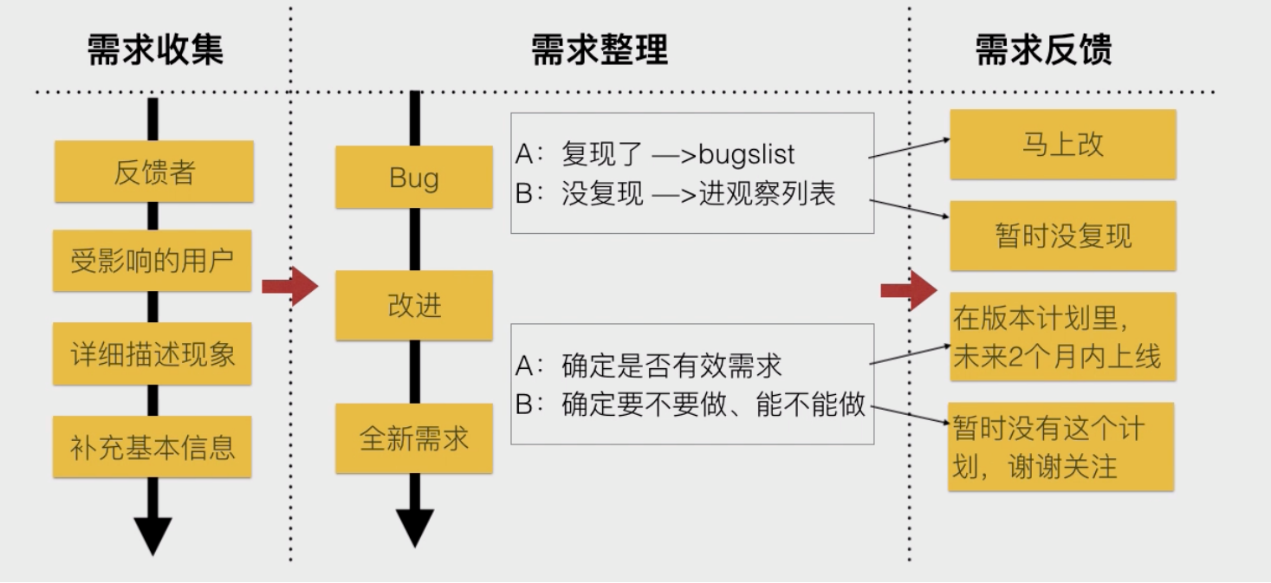 需求收集
需求整理
需求反馈
反馈者
受影响的用户
详细描述现象
补充基本信息
Bug
改进
全新需求
A：复现了 —>bugslist
B：没复现 —>进观察列表
A：确定是否有效需求
B：确定要不要做、能不能做
马上改
暂时没复现
在版本计划里，
未来2个月内上线
暂时没有这个计
划，谢谢关注